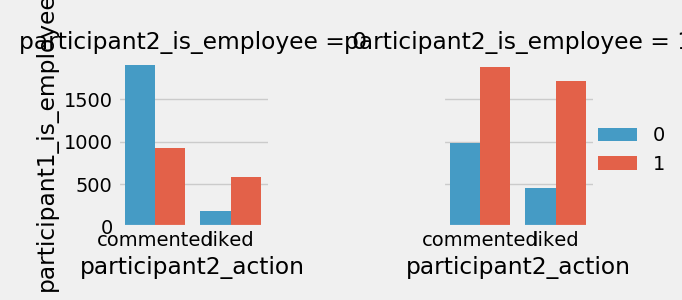 participant2_is_employee = 0
participant2_is_employee = 1
participant1_is_employee
1500
1000
500
0
commented liked
participant2_action
commented liked
participant2_action
0
1